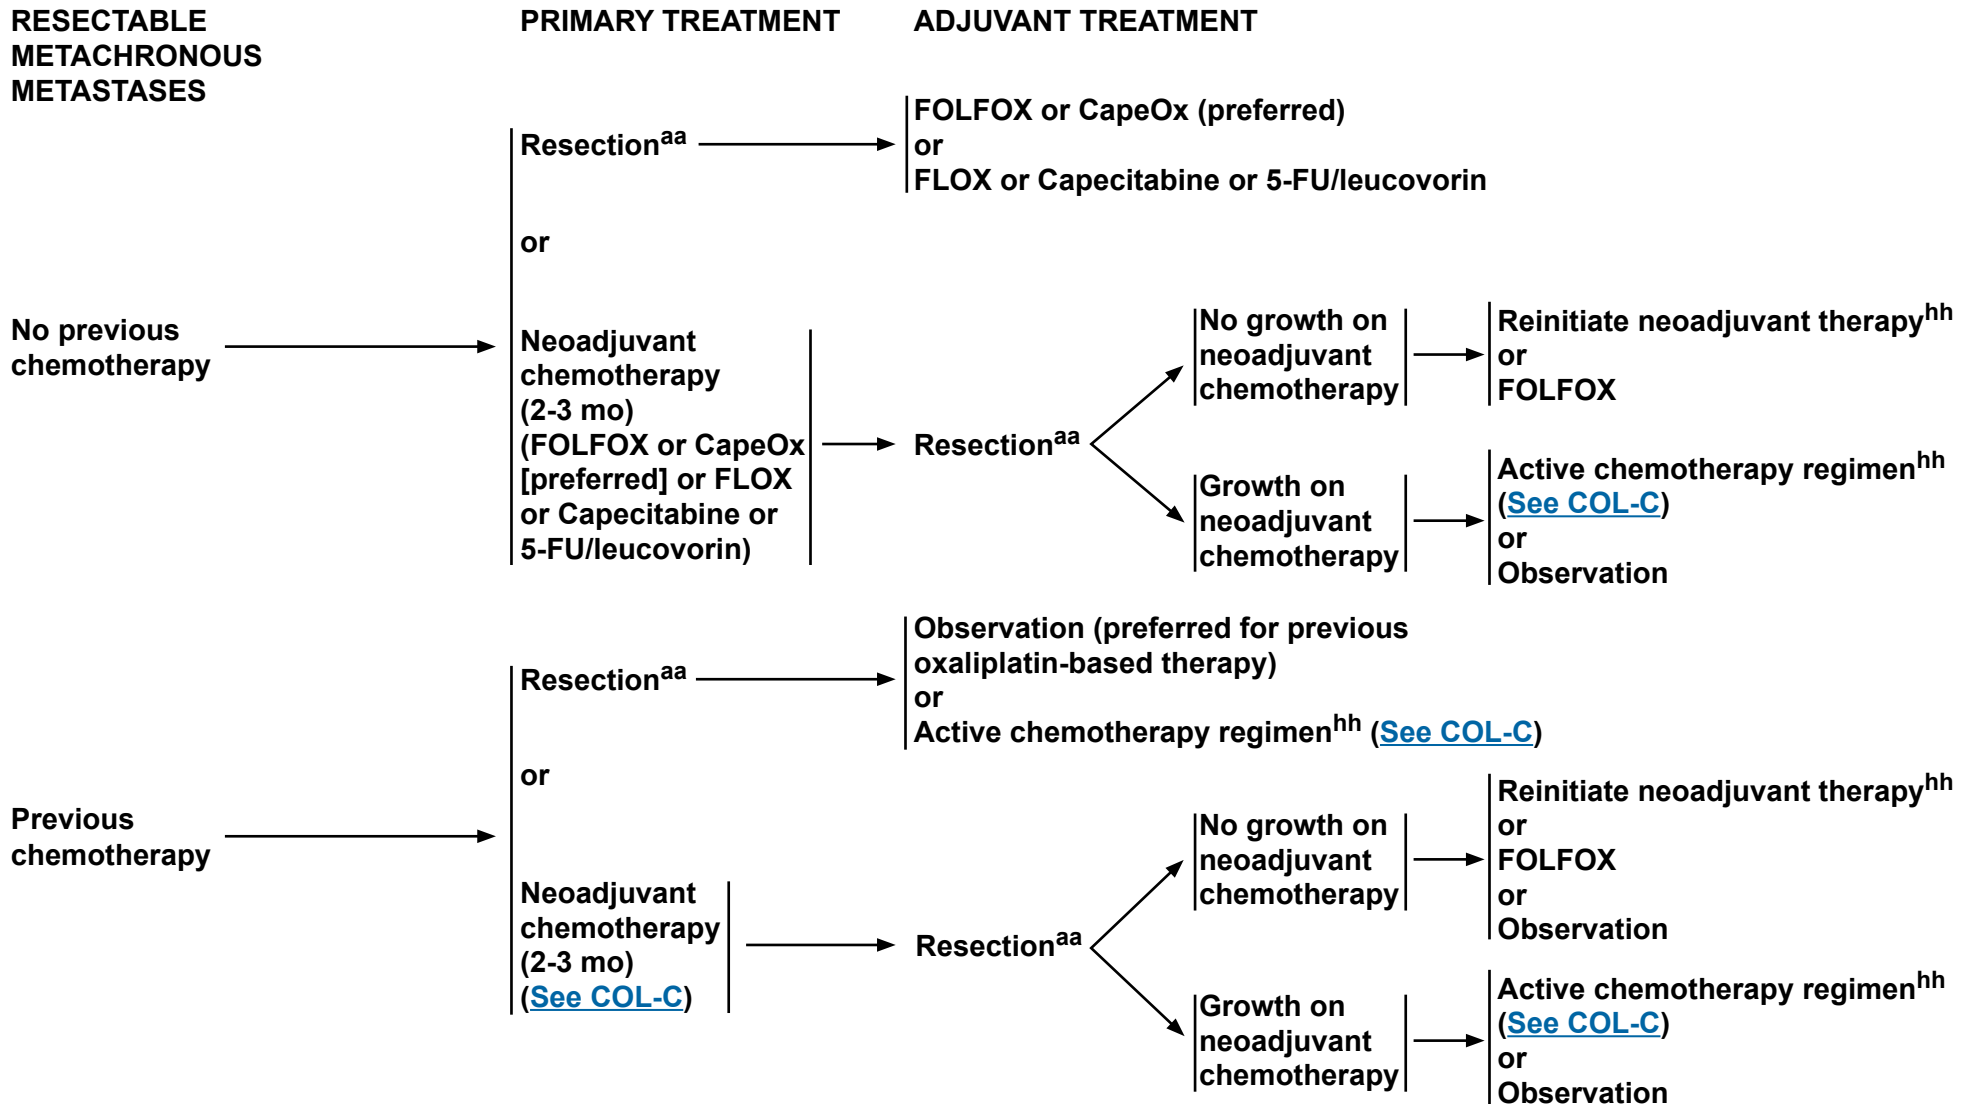 RESECTABLE
METACHRONOUS
METASTASES
PRIMARY TREATMENT
ADJUVANT TREATMENT
No previous
chemotherapy
Resectionaa
FOLFOX or CapeOx (preferred)
or
FLOX or Capecitabine or 5-FU/leucovorin
or
Neoadjuvant
chemotherapy
(2-3 mo)
(FOLFOX or CapeOx
[preferred] or FLOX
or Capecitabine or
5-FU/leucovorin)
Resectionaa
No growth on
neoadjuvant
chemotherapy
Reinitiate neoadjuvant therapyhh
or
FOLFOX
Growth on
neoadjuvant
chemotherapy
Active chemotherapy regimenhh
(See COL-C)
or
Observation
Previous
chemotherapy
Resectionaa
Observation (preferred for previous
oxaliplatin-based therapy)
or
Active chemotherapy regimenhh (See COL-C)
or
Neoadjuvant
chemotherapy
(2-3 mo)
(See COL-C)
Resectionaa
No growth on
neoadjuvant
chemotherapy
Reinitiate neoadjuvant therapyhh
or
FOLFOX
or
Observation
Growth on
neoadjuvant
chemotherapy
Active chemotherapy regimenhh
(See COL-C)
or
Observation